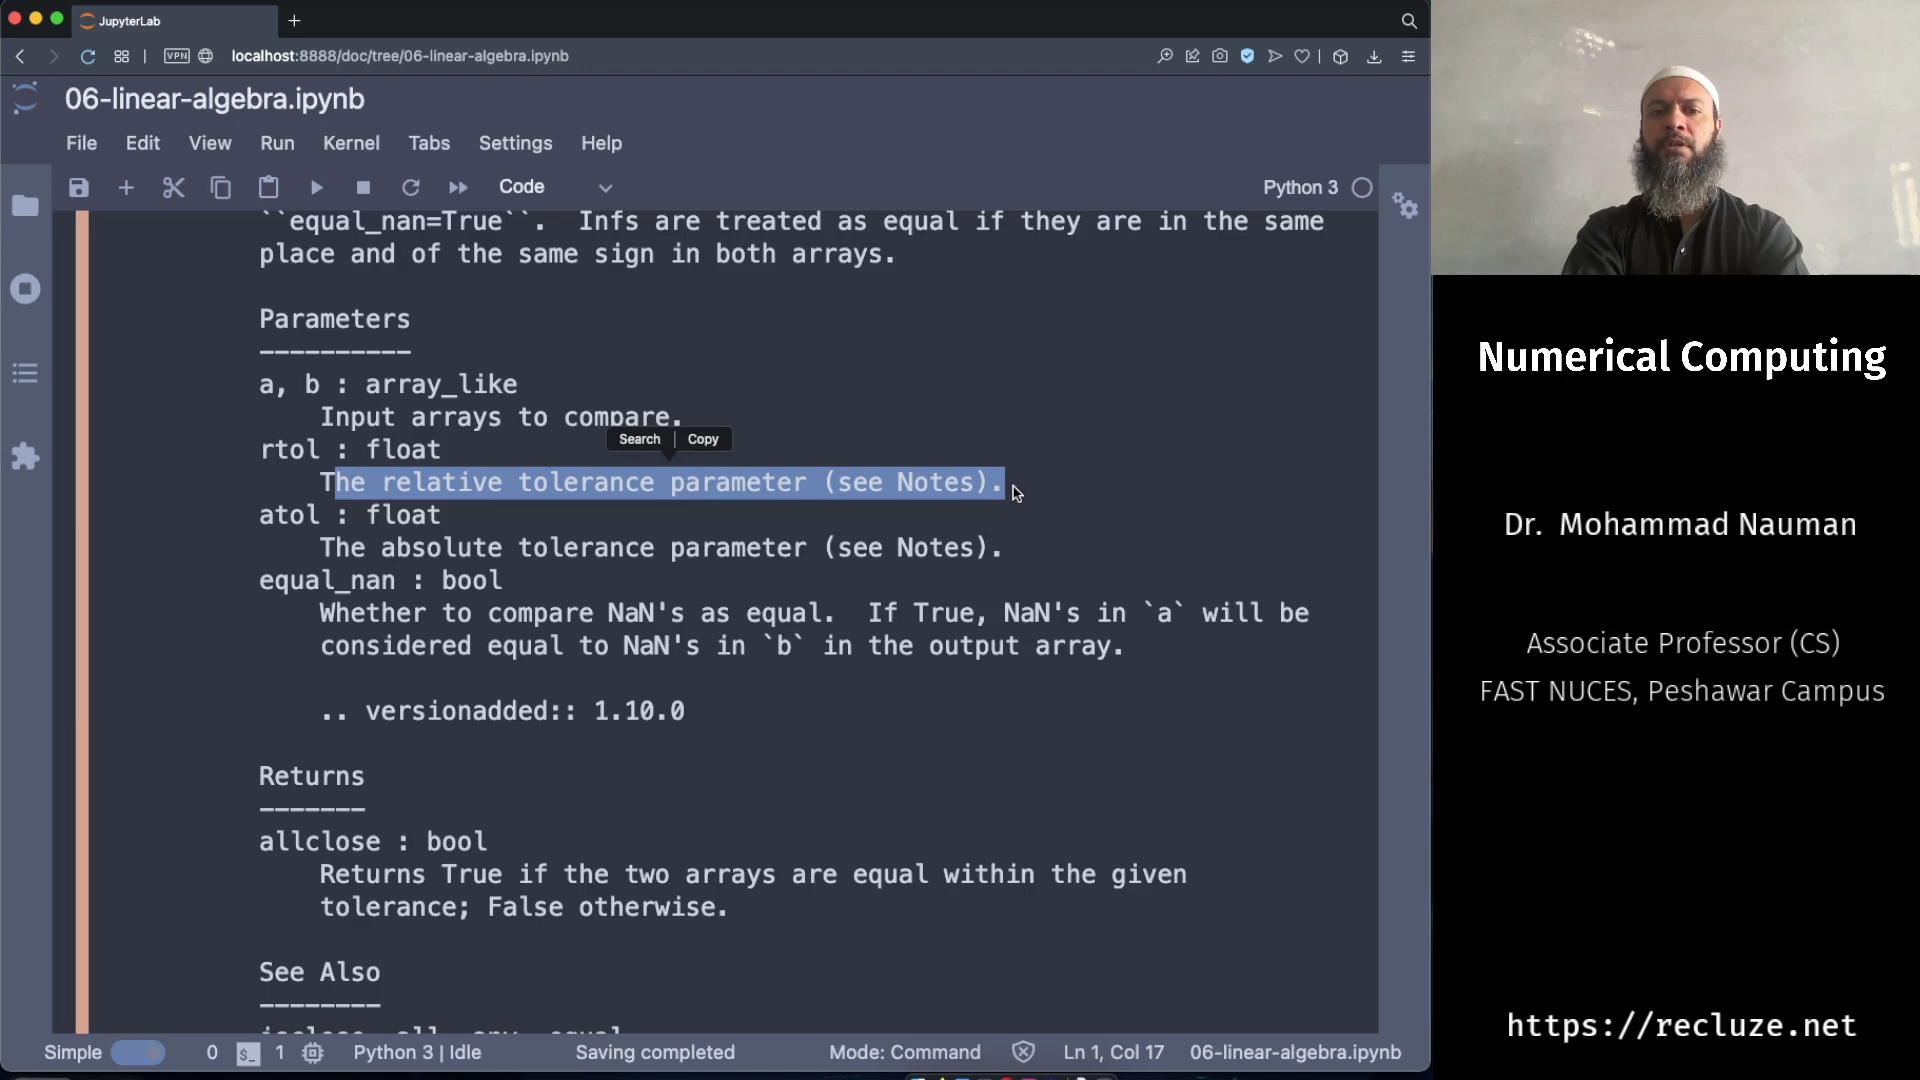 JupyterLab
VPN
localhost:8888/doc/tree/06-linear-algebra.ipynb
06-linear-algebra.ipynb
File Edit View Run Kernel Tabs Settings Help
Code
Python 3
``equal_nan=True``.  Infs are treated as equal if they are in the same
place and of the same sign in both arrays.
Parameters
----------
a, b : array_like
Input arrays to compare.
Search Copy
rtol : float
The relative tolerance parameter (see Notes).
atol : float
The absolute tolerance parameter (see Notes).
equal_nan : bool
Whether to compare NaN's as equal.  If True, NaN's in `a` will be
considered equal to NaN's in `b` in the output array.
.. versionadded:: 1.10.0
Returns
-------
allclose : bool
Returns True if the two arrays are equal within the given
tolerance; False otherwise.
See Also
--------
isclose, all, any, equal
Simple 0 $_ 1 Python 3 | Idle Saving completed Mode: Command Ln 1, Col 17 06-linear-algebra.ipynb
Numerical Computing
Dr. Mohammad Nauman
Associate Professor (CS)
FAST NUCES, Peshawar Campus
https://recluze.net